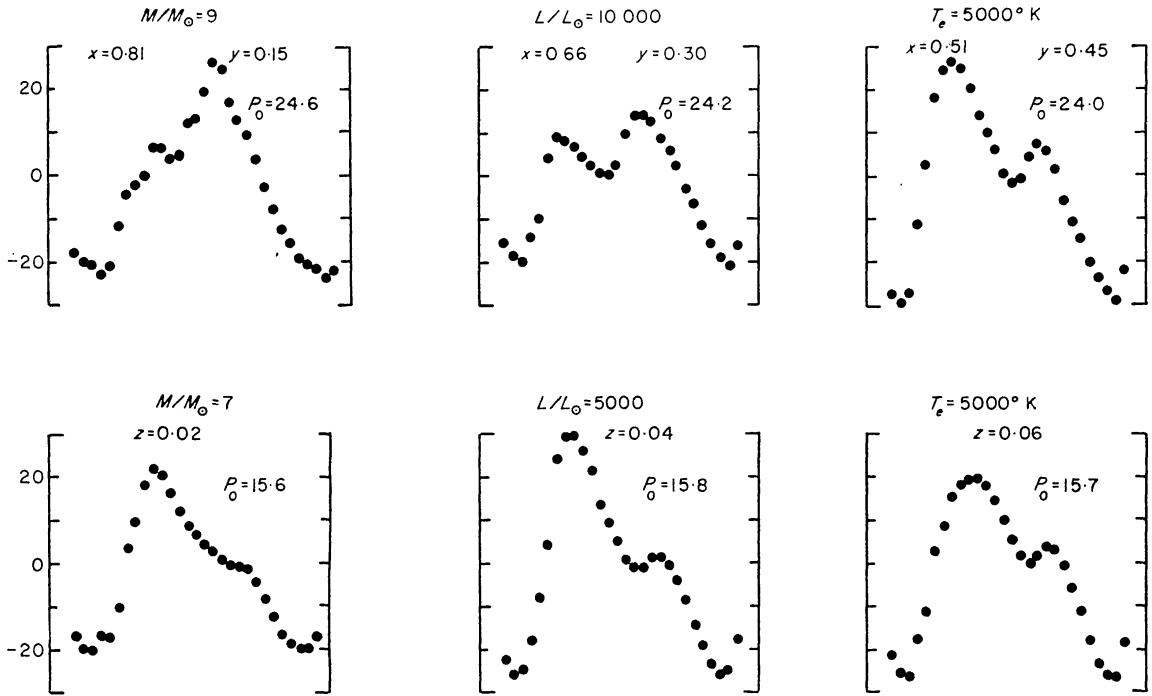 M/M☉=9 L/L☉=10 000 Tₑ=5000° K
x=0·81 y=0·15 x=0 66 y=0·30 x=0·51 y=0·45
P₀=24·6 P₀=24·2 P₀=24·0
20
0
-20
M/M☉=7 L/L☉=5000 Tₑ=5000° K
z=0·02 z=0·04 z=0·06
P₀=15·6 P₀=15·8 P₀=15·7
20
0
-20